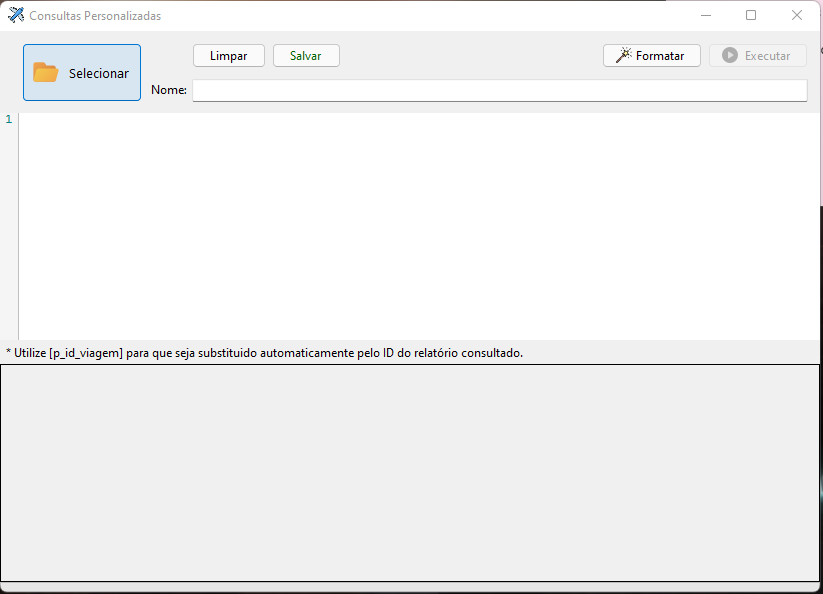 Consultas Personalizadas
Selecionar
Limpar
Salvar
Formatar
Executar
Nome:
1
* Utilize [p_id_viagem] para que seja substituido automaticamente pelo ID do relatório consultado.